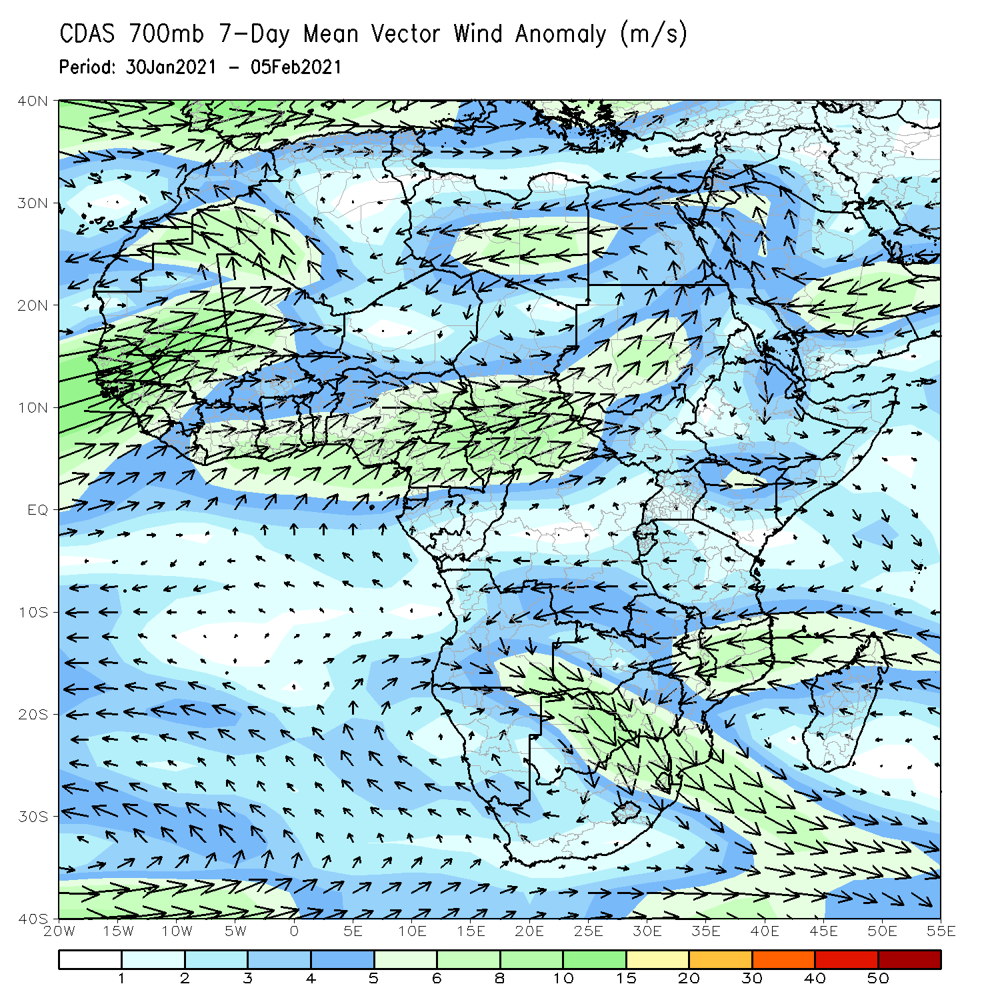 CDAS 700mb 7-Day Mean Vector Wind Anomaly (m/s)
Period: 30Jan2021 - 05Feb2021
40N
30N
20N
10N
EQ
10S
20S
30S
40S
20W 15W 10W 5W 0 5E 10E 15E 20E 25E 30E 35E 40E 45E 50E 55E
1 2 3 4 5 6 8 10 15 20 30 40 50